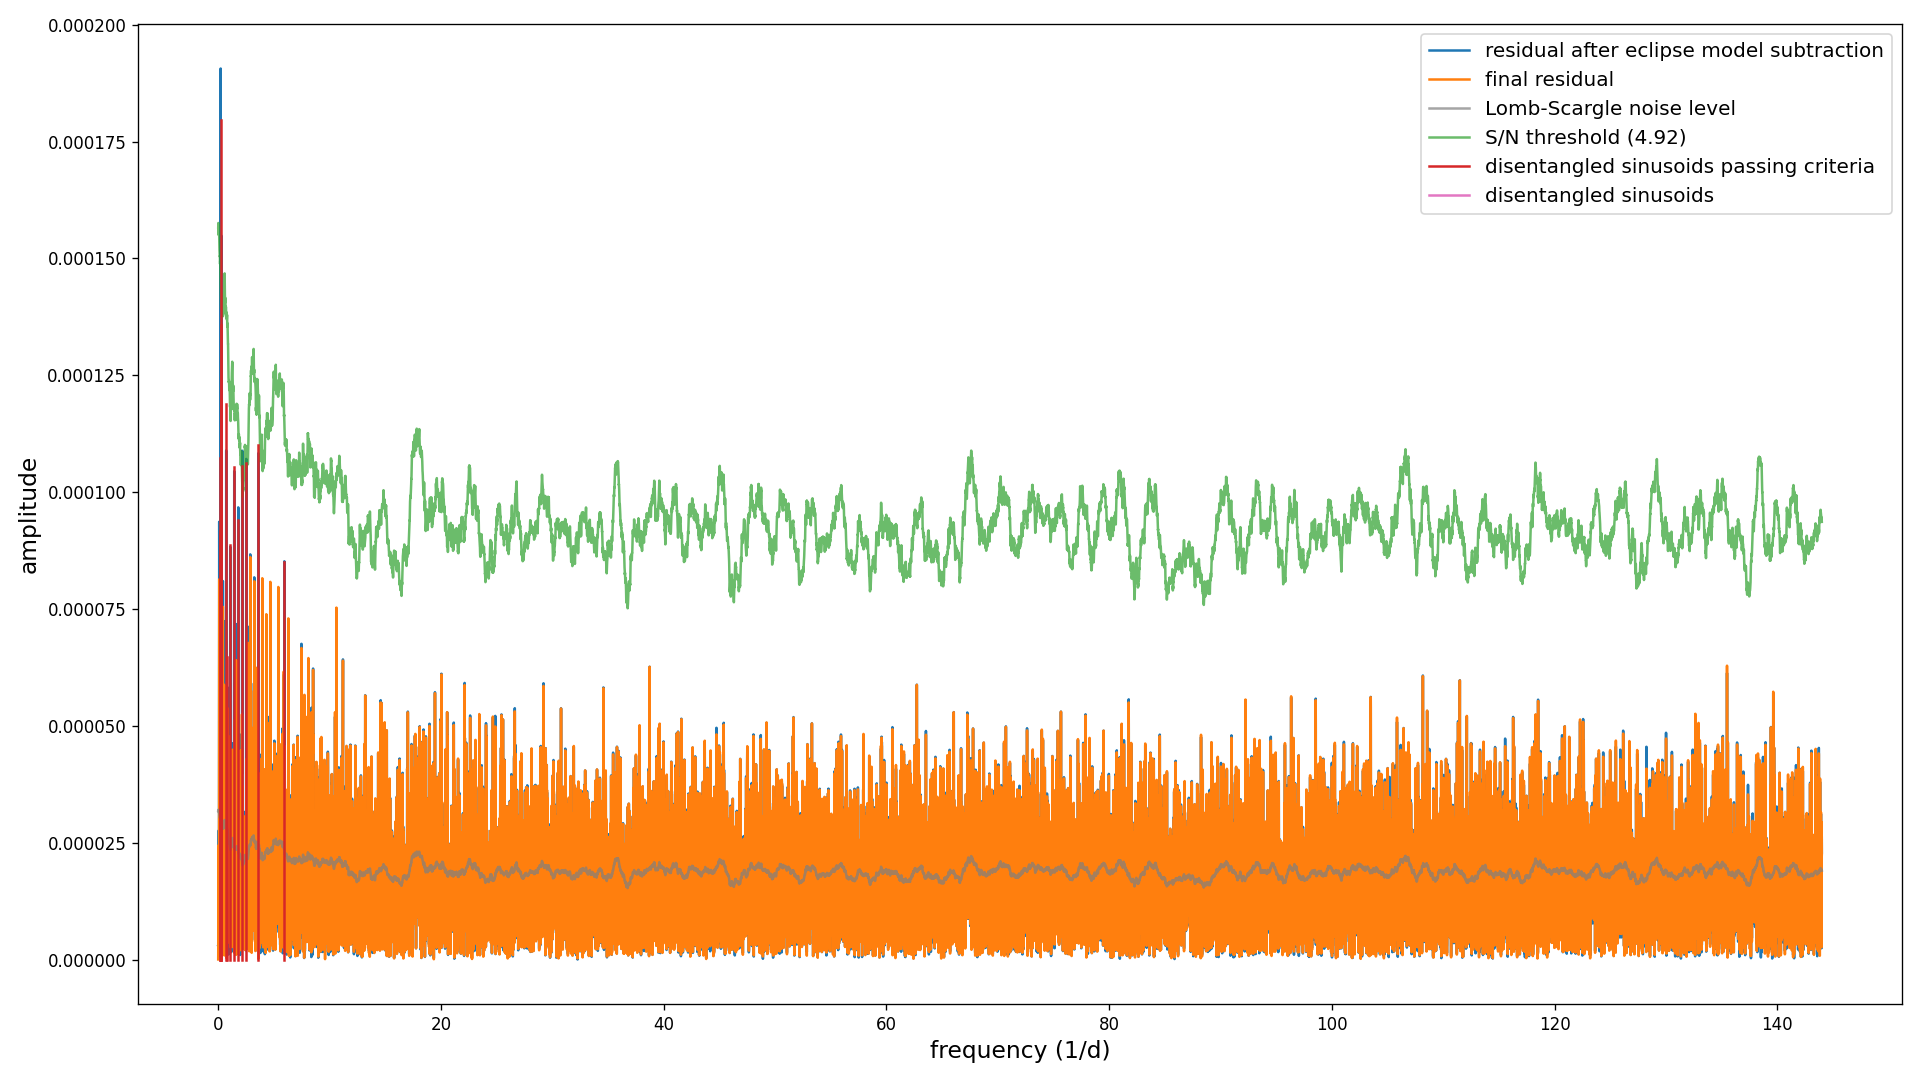 0.000200
0.000175
0.000150
0.000125
0.000100
0.000075
0.000050
0.000025
0.000000
amplitude
residual after eclipse model subtraction
final residual
Lomb-Scargle noise level
S/N threshold (4.92)
disentangled sinusoids passing criteria
disentangled sinusoids
0 20 40 60 80 100 120 140
frequency (1/d)